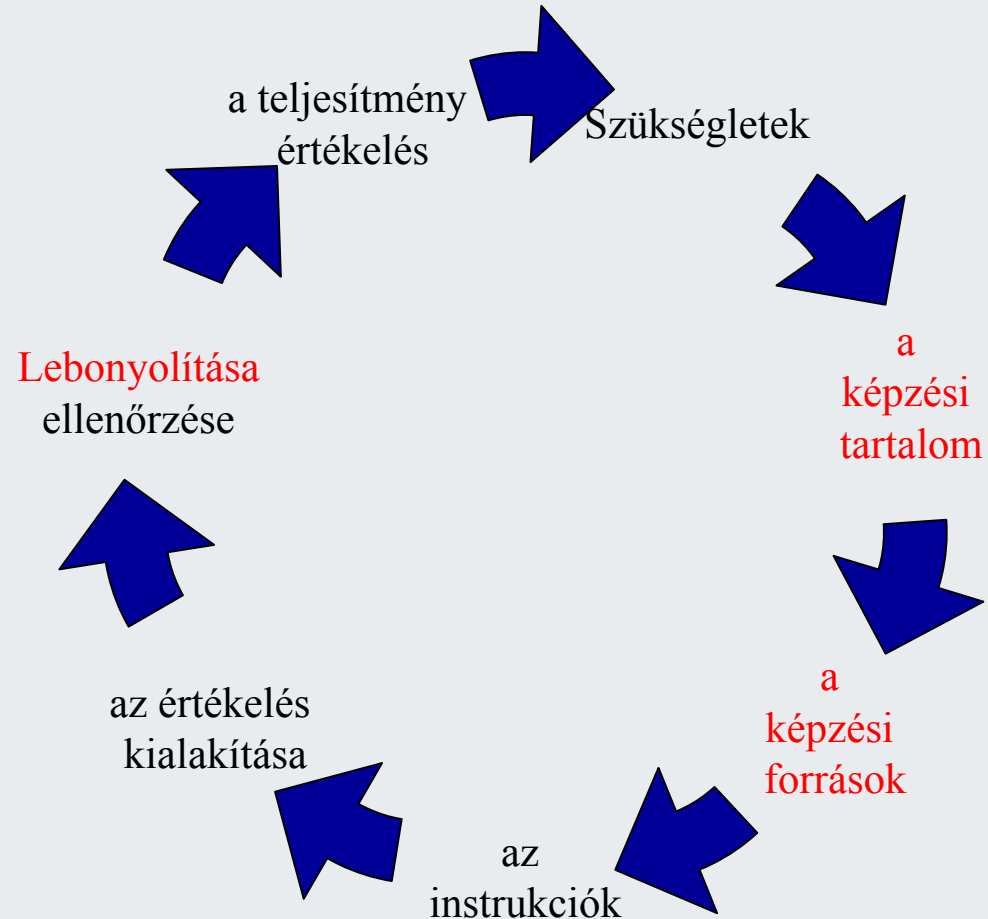 a teljesítmény
értékelés
Szükségletek
a
képzési
tartalom
a
képzési
források
az
instrukciók
az értékelés
kialakítása
Lebonyolítása
ellenőrzése